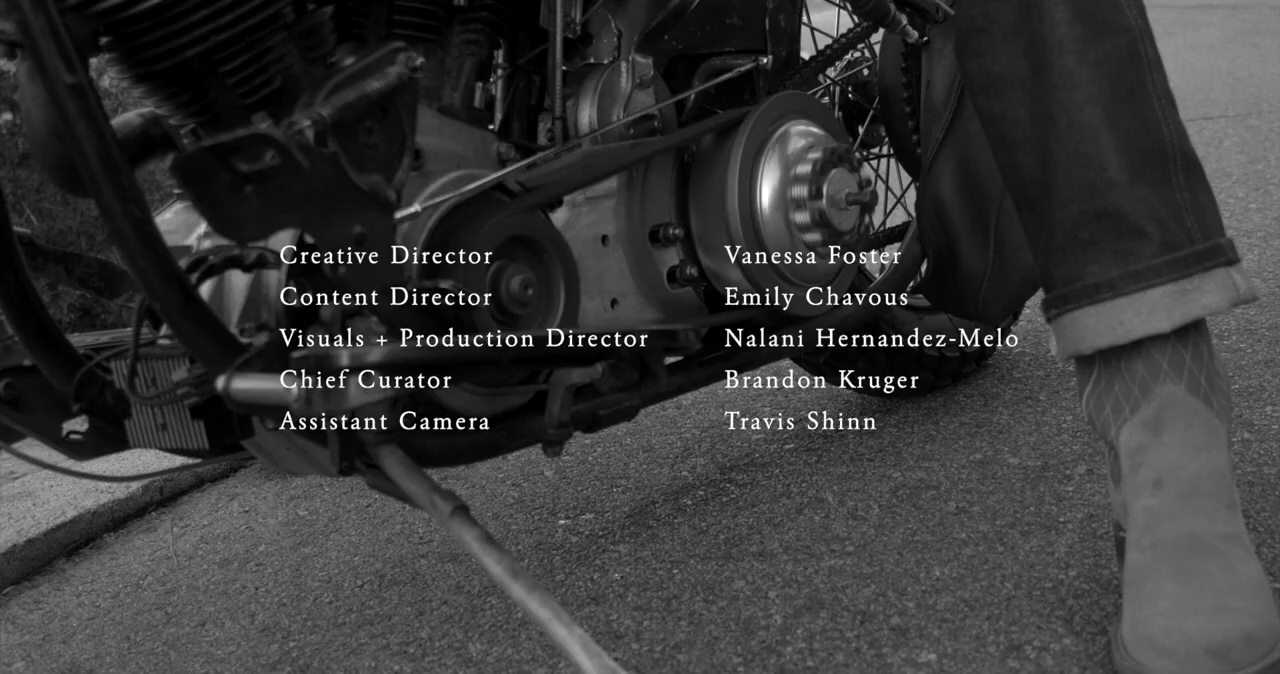 Creative Director Vanessa Foster
Content Director Emily Chavous
Visuals + Production Director Nalani Hernandez-Melo
Chief Curator Brandon Kruger
Assistant Camera Travis Shinn